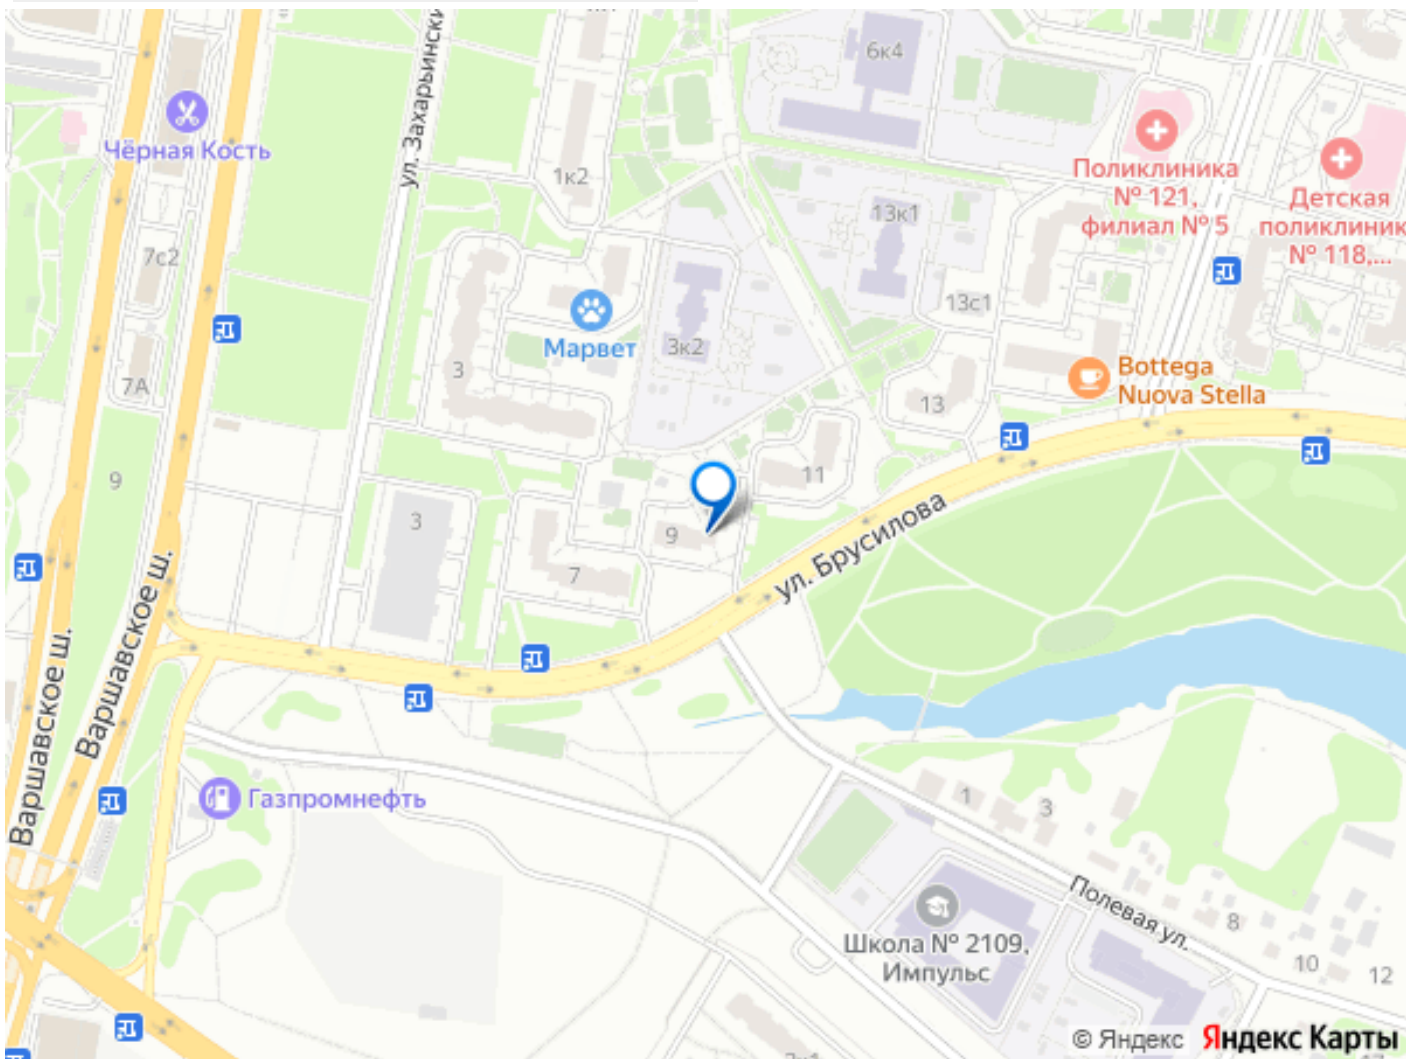 6к4
ул. Захарьински
Чёрная Кость
Поликлиника
№ 121,
филиал № 5
Детская
поликлиник
№ 118,...
1к2
13к1
7с2
13с1
Марвет
3к2
3
7А
Bottega
Nuova Stella
13
9
11
3
9
7
ул. Брусилова
Варшавское ш.
Варшавское ш.
Газпромнефть
1
3
Полевая ул.
8
Школа № 2109,
Импульс
10
12
© Яндекс Яндекс Карты